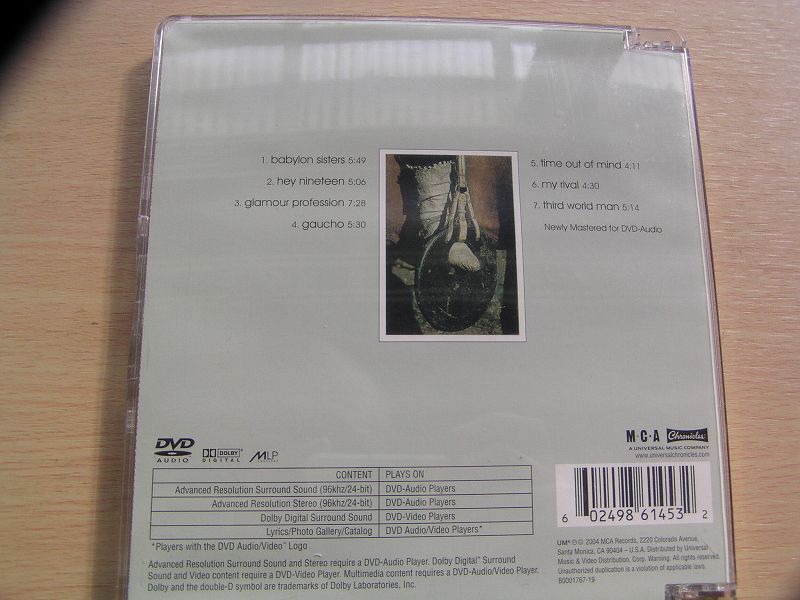 1. babylon sisters 5:49
2. hey nineteen 5:06
3. glamour profession 7:28
4. gaucho 5:30
5. time out of mind 4:11
6. my rival 4:30
7. third world man 5:14
Newly Mastered for DVD-Audio
DVD AUDIO
DOLBY DIGITAL
MLP
M·C·A Chronicles
A UNIVERSAL MUSIC COMPANY
www.universalchronicles.com
CONTENT PLAYS ON
Advanced Resolution Surround Sound (96khz/24-bit) DVD-Audio Players
Advanced Resolution Stereo (96khz/24-bit) DVD-Audio Players
Dolby Digital Surround Sound DVD-Video Players
Lyrics/Photo Gallery/Catalog DVD Audio/Video Players*
*Players with the DVD Audio/Video™ Logo
Advanced Resolution Surround Sound and Stereo require a DVD-Audio Player. Dolby Digital™ Surround
Sound and Video content require a DVD-Video Player. Multimedia content requires a DVD-Audio/Video Player.
Dolby and the double-D symbol are trademarks of Dolby Laboratories, Inc.
6 02498 61453 2
UM® ℗ © 2004 MCA Records, 2220 Colorado Avenue,
Santa Monica, CA 90404 – U.S.A. Distributed by Universal
Music & Video Distribution, Corp. Warning: All rights reserved.
Unauthorized duplication is a violation of applicable laws.
B0001767-19